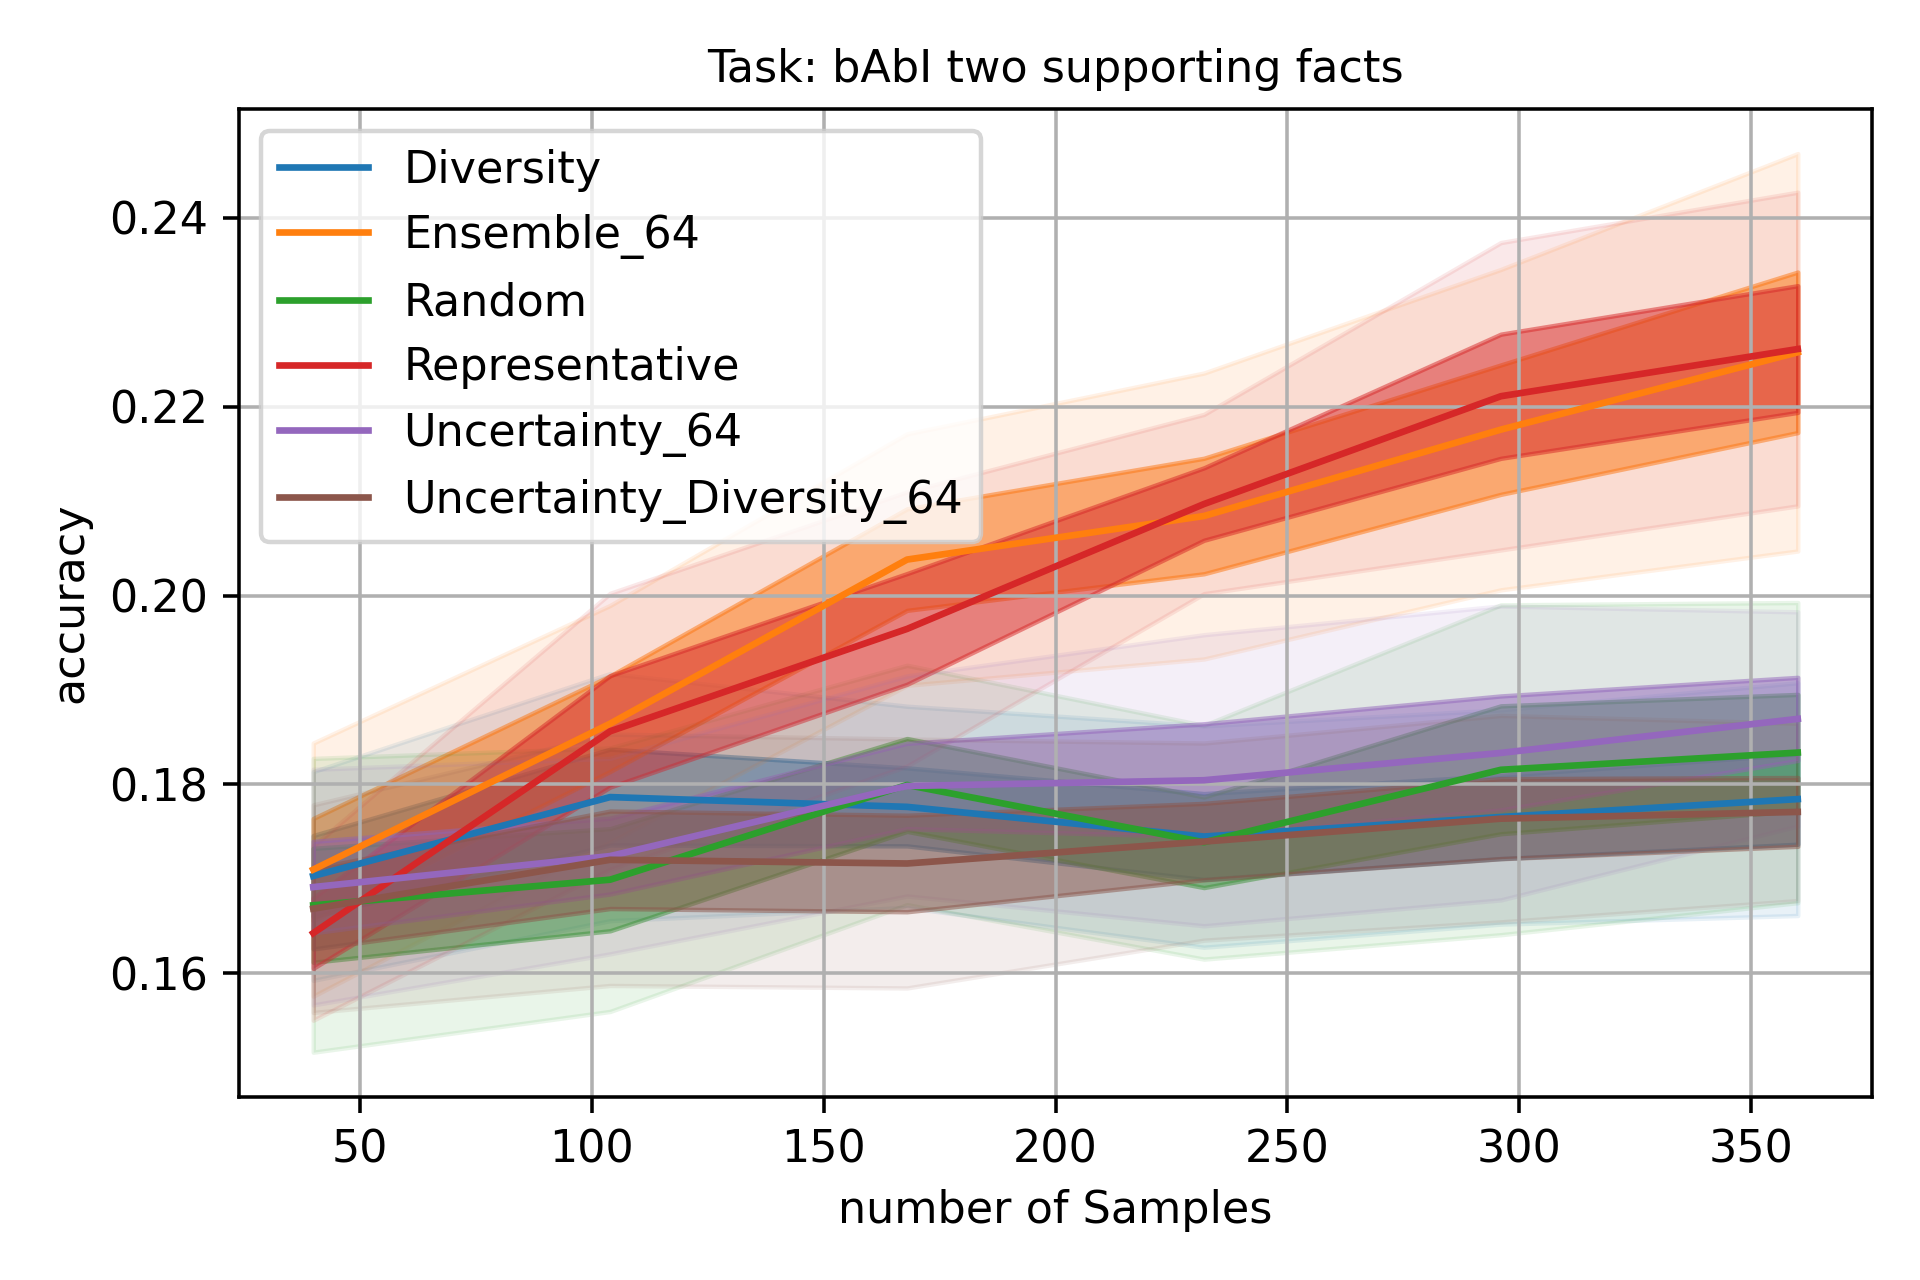 Task: bAbI two supporting facts
Diversity
Ensemble_64
Random
Representative
Uncertainty_64
Uncertainty_Diversity_64
0.24
0.22
0.20
0.18
0.16
accuracy
50 100 150 200 250 300 350
number of Samples